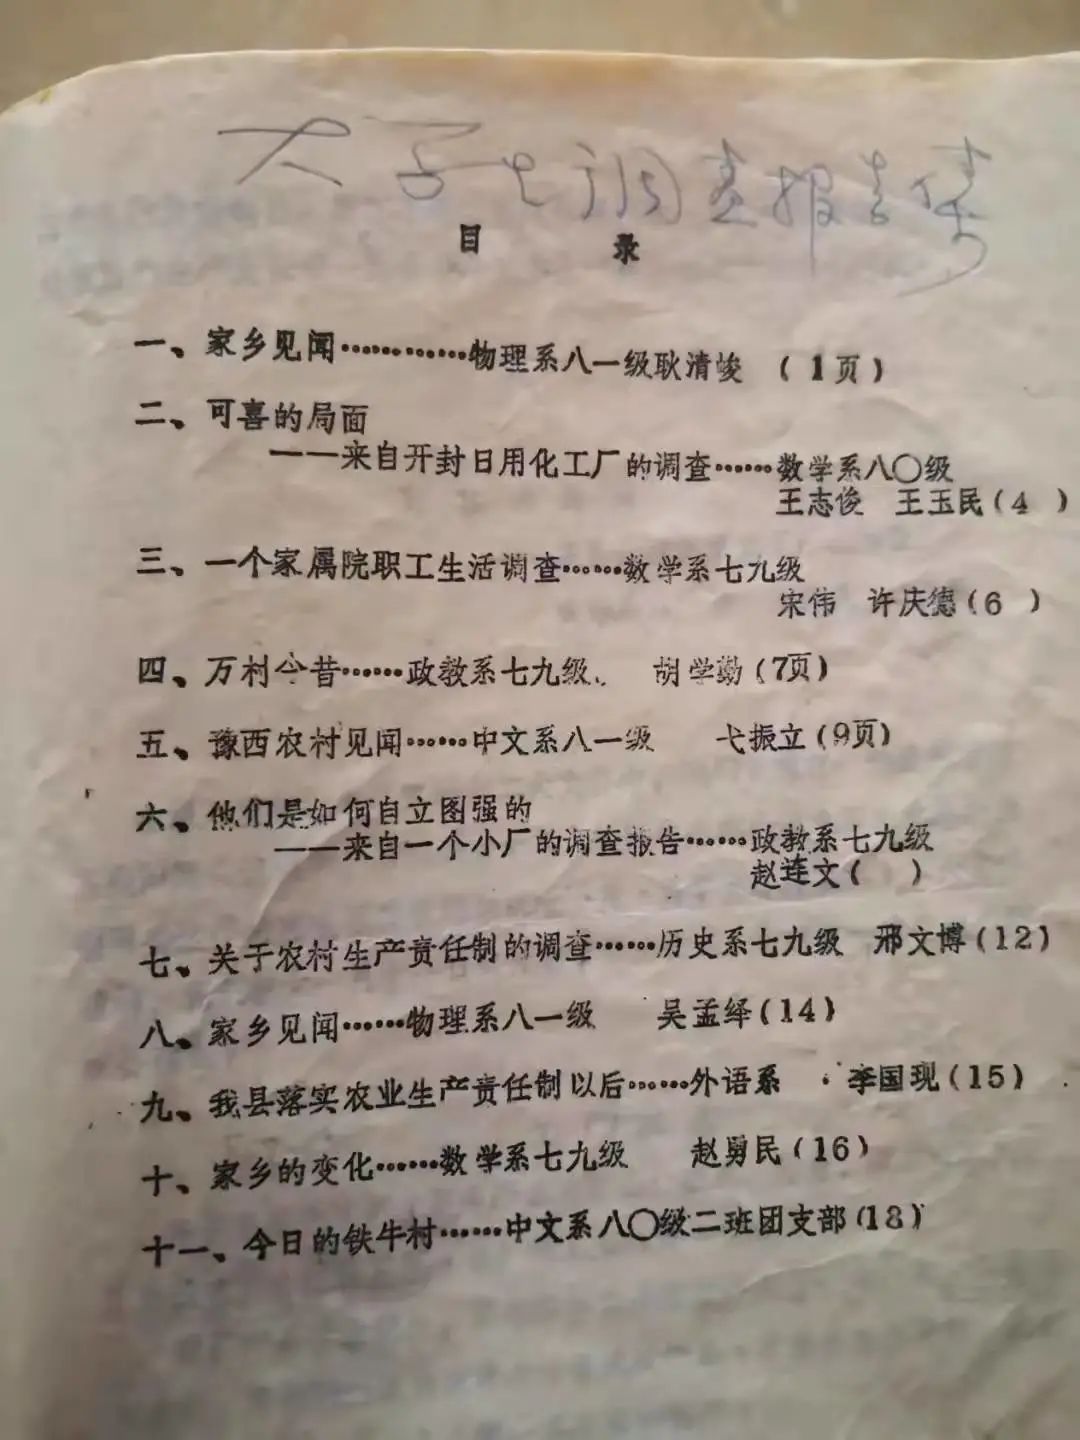 大学生调查报告集
目 录
一、家乡见闻…………物理系八一级耿清峻 (1页)
二、可喜的局面
——来自开封日用化工厂的调查……数学系八〇级
王志俊 王玉民(4 )
三、一个家属院职工生活调查……数学系七九级
宋伟 许庆德(6 )
四、万村今昔……政教系七九级. 胡学勤(7页)
五、豫西农村见闻……中文系八一级 弋振立(9页)
六、他们是如何自立图强的
——来自一个小厂的调查报告……政教系七九级
赵连文( )
七、关于农村生产责任制的调查……历史系七九级 邢文博(12)
八、家乡见闻……物理系八一级 吴孟绎(14)
九、我县落实农业生产责任制以后……外语系 李国现(15)
十、家乡的变化……数学系七九级 赵勇民(16)
十一、今日的铁牛村……中文系八〇级二班团支部(18)